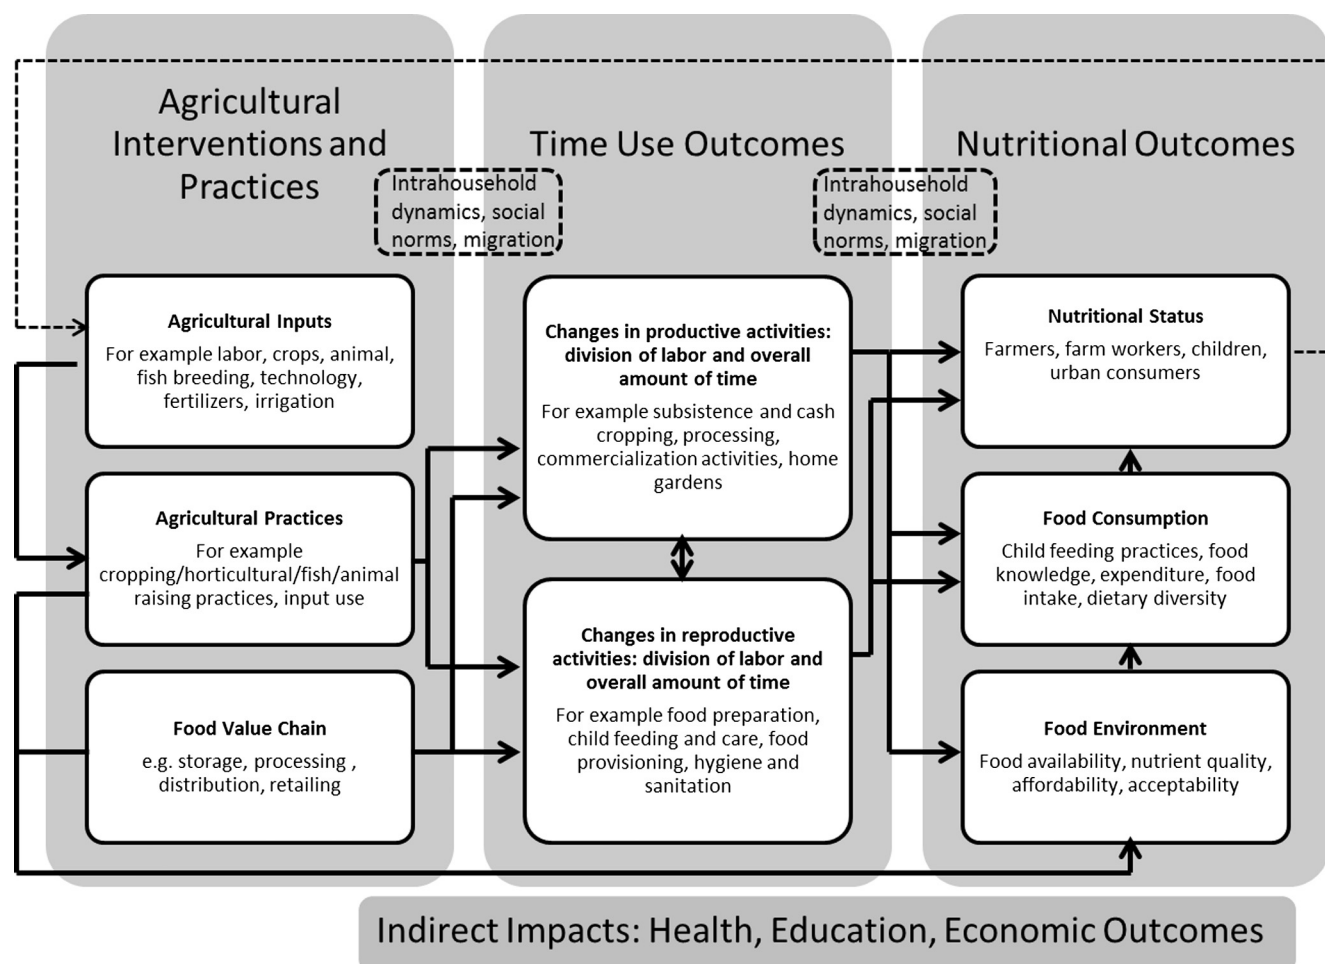 Agricultural
Interventions and
Practices
Time Use Outcomes
Nutritional Outcomes
Intrahousehold
dynamics, social
norms, migration
Intrahousehold
dynamics, social
norms, migration
Agricultural Inputs
For example labor, crops, animal,
fish breeding, technology,
fertilizers, irrigation
Agricultural Practices
For example
cropping/horticultural/fish/animal
raising practices, input use
Food Value Chain
e.g. storage, processing ,
distribution, retailing
Changes in productive activities:
division of labor and overall
amount of time
For example subsistence and cash
cropping, processing,
commercialization activities, home
gardens
Changes in reproductive
activities: division of labor and
overall amount of time
For example food preparation,
child feeding and care, food
provisioning, hygiene and
sanitation
Nutritional Status
Farmers, farm workers, children,
urban consumers
Food Consumption
Child feeding practices, food
knowledge, expenditure, food
intake, dietary diversity
Food Environment
Food availability, nutrient quality,
affordability, acceptability
Indirect Impacts: Health, Education, Economic Outcomes